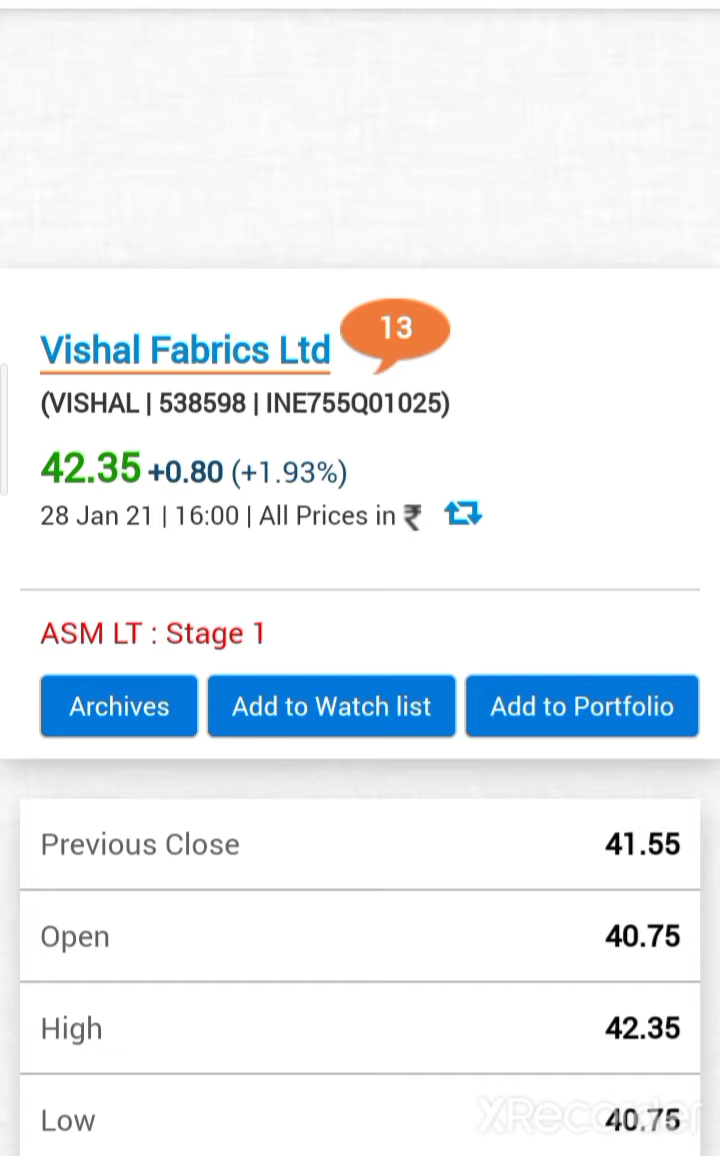 Vishal Fabrics Ltd 13
(VISHAL | 538598 | INE755Q01025)
42.35 +0.80 (+1.93%)
28 Jan 21 | 16:00 | All Prices in ₹
ASM LT : Stage 1
Archives Add to Watch list Add to Portfolio
Previous Close 41.55
Open 40.75
High 42.35
Low 40.75
XRecorder